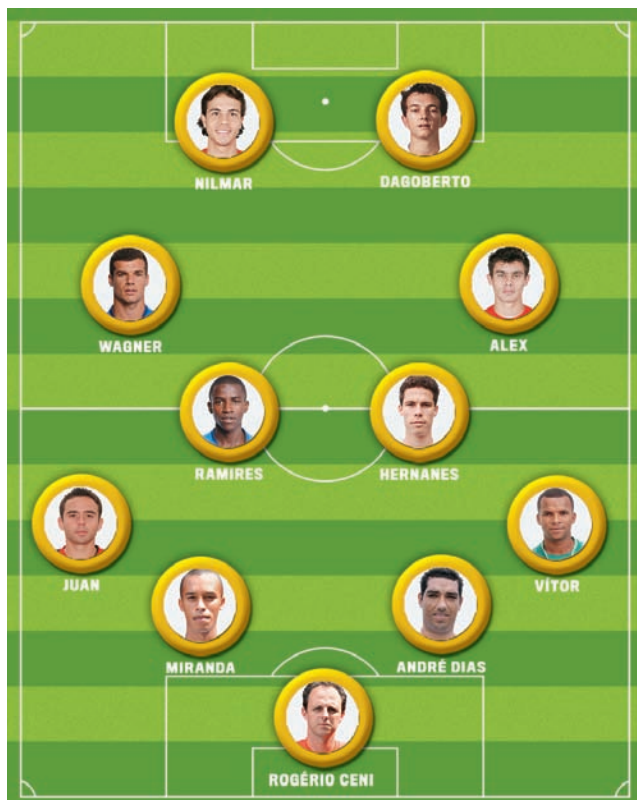 NILMAR
DAGOBERTO
WAGNER
ALEX
RAMIRES
HERNANES
JUAN
VÍTOR
MIRANDA
ANDRÉ DIAS
ROGÉRIO CENI